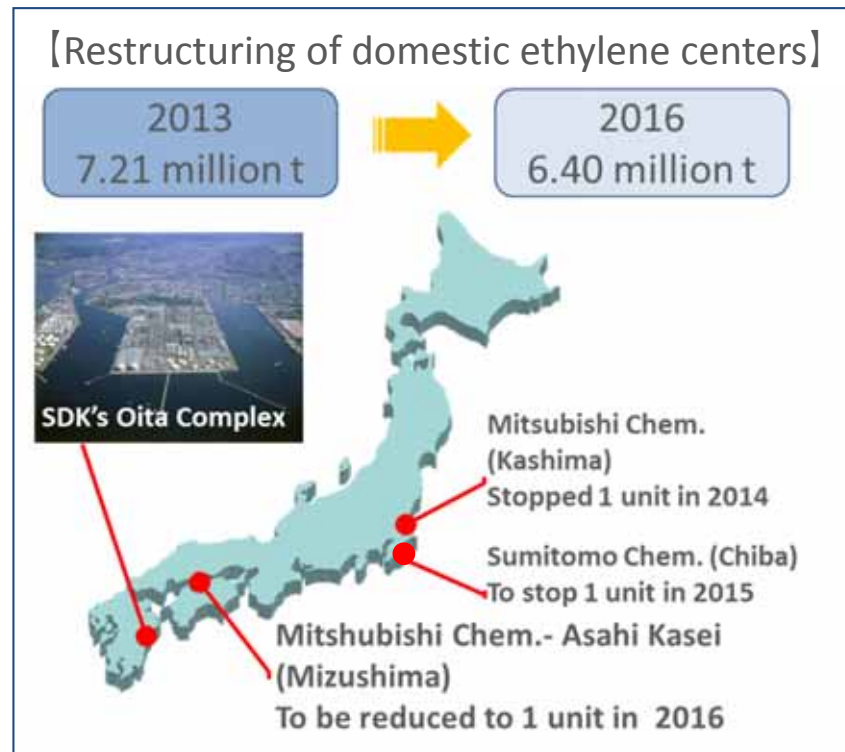 【Restructuring of domestic ethylene centers】
2013
7.21 million t
2016
6.40 million t
SDK's Oita Complex
Mitsubishi Chem.
(Kashima)
Stopped 1 unit in 2014
Sumitomo Chem. (Chiba)
To stop 1 unit in 2015
Mitshubishi Chem.- Asahi Kasei
(Mizushima)
To be reduced to 1 unit in 2016